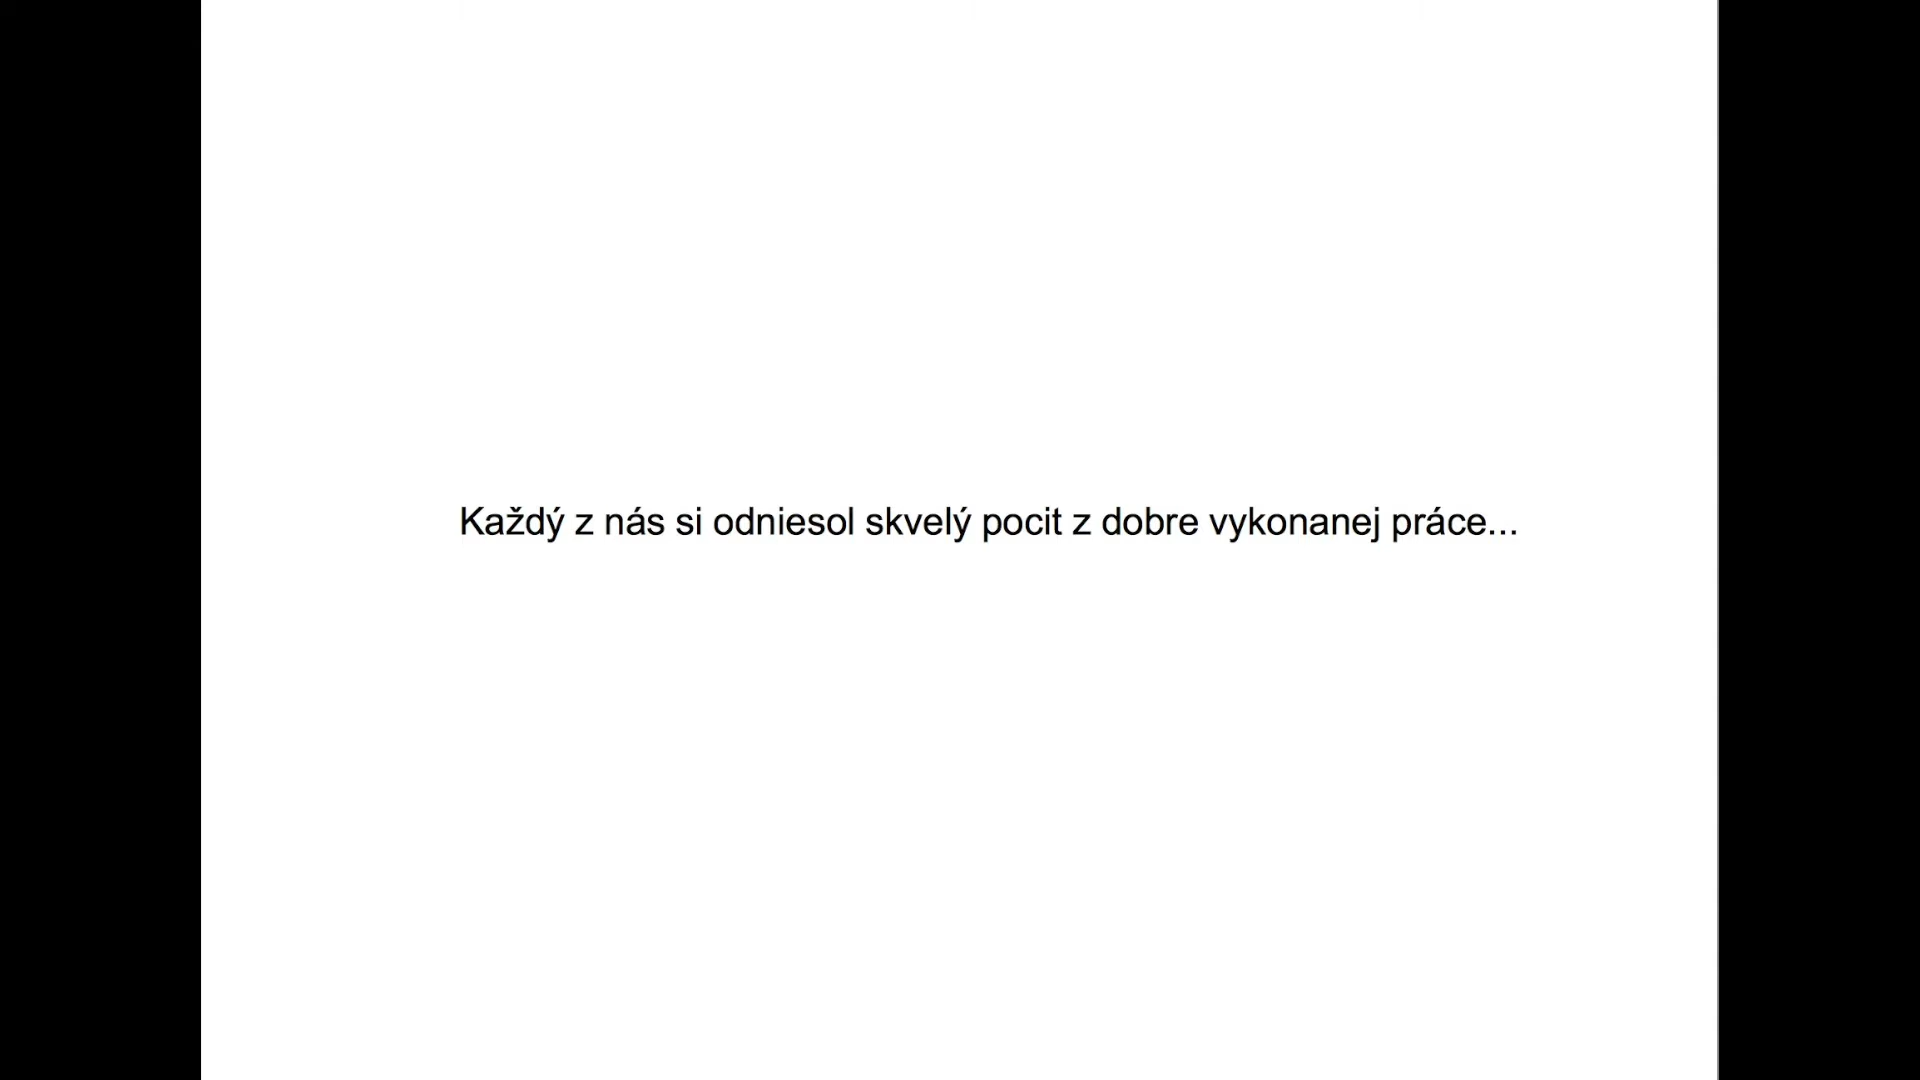 Každý z nás si odniesol skvelý pocit z dobre vykonanej práce...